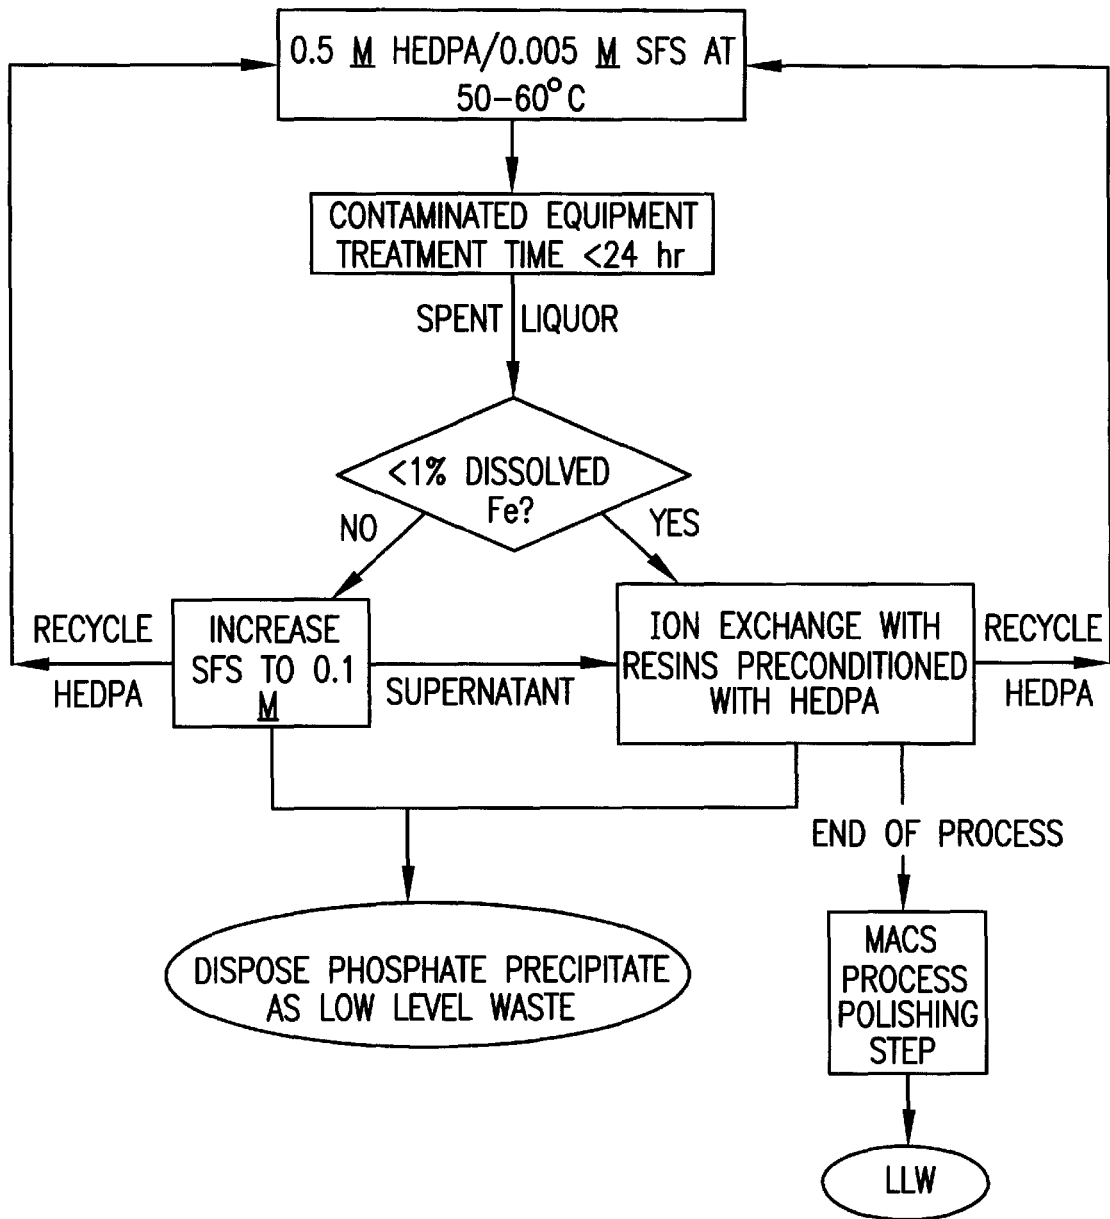 0.5 M HEDPA/0.005 M SFS AT
50-60°C
CONTAMINATED EQUIPMENT
TREATMENT TIME <24 hr
SPENT LIQUOR
<1% DISSOLVED
Fe?
NO
YES
RECYCLE
HEDPA
INCREASE
SFS TO 0.1
M
SUPERNATANT
ION EXCHANGE WITH
RESINS PRECONDITIONED
WITH HEDPA
RECYCLE
HEDPA
END OF PROCESS
DISPOSE PHOSPHATE PRECIPITATE
AS LOW LEVEL WASTE
MACS
PROCESS
POLISHING
STEP
LLW